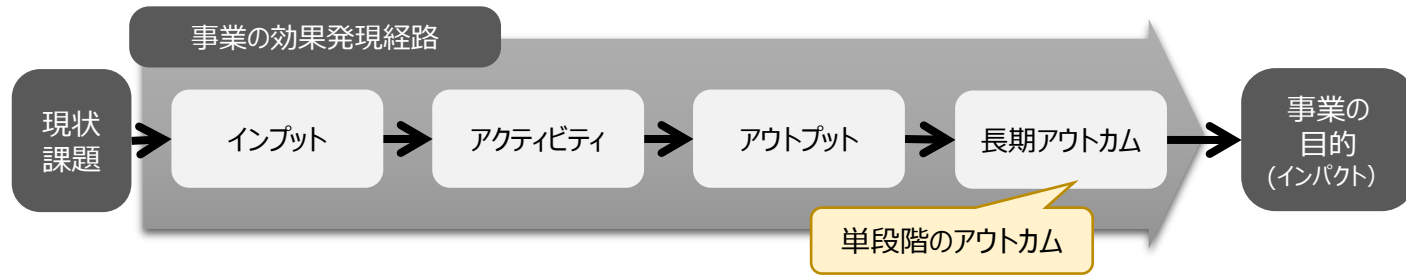 事業の効果発現経路
現状
課題
インプット
アクティビティ
アウトプット
長期アウトカム
事業の
目的
(インパクト）
単段階のアウトカム